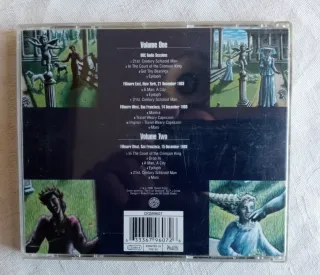 Volume One
BBC Radio Sessions
• 21st. Century Schizoid Man
• In The Court of the Crimson King
• Get Thy Bearings
• Epitaph
Fillmore East, New York, 21 November 1969
• A Man, A City
• Epitaph
• 21st. Century Schizoid Man
Fillmore West, San Francisco, 14 December 1969
• Mantra
• Travel Weary Capricorn
• Improv - Travel Weary Capricorn
• Mars
Volume Two
Fillmore West, San Francisco, 15 December 1969
• In The Court of the Crimson King
• Drop In
• A Man, A City
• Epitaph
• 21st. Century Schizoid Man
• Mars